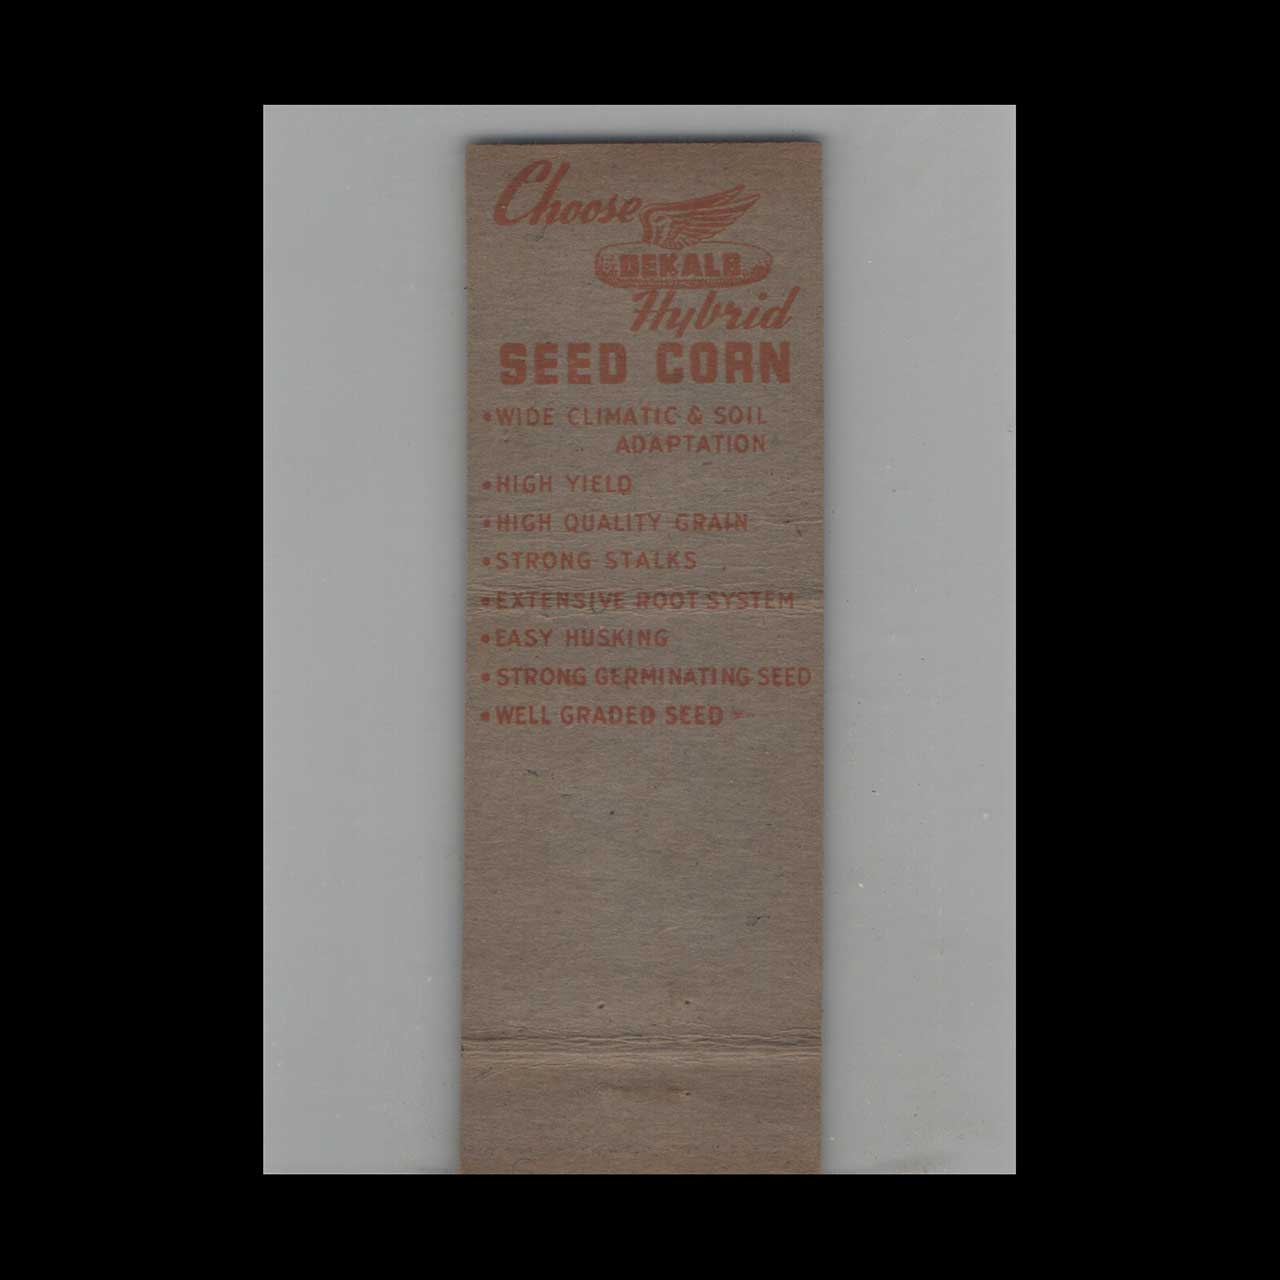 Choose
DEKALB
Hybrid
SEED CORN
•WIDE CLIMATIC & SOIL
ADAPTATION
•HIGH YIELD
•HIGH QUALITY GRAIN
•STRONG STALKS
•EXTENSIVE ROOT SYSTEM
•EASY HUSKING
•STRONG GERMINATING SEED
•WELL GRADED SEED